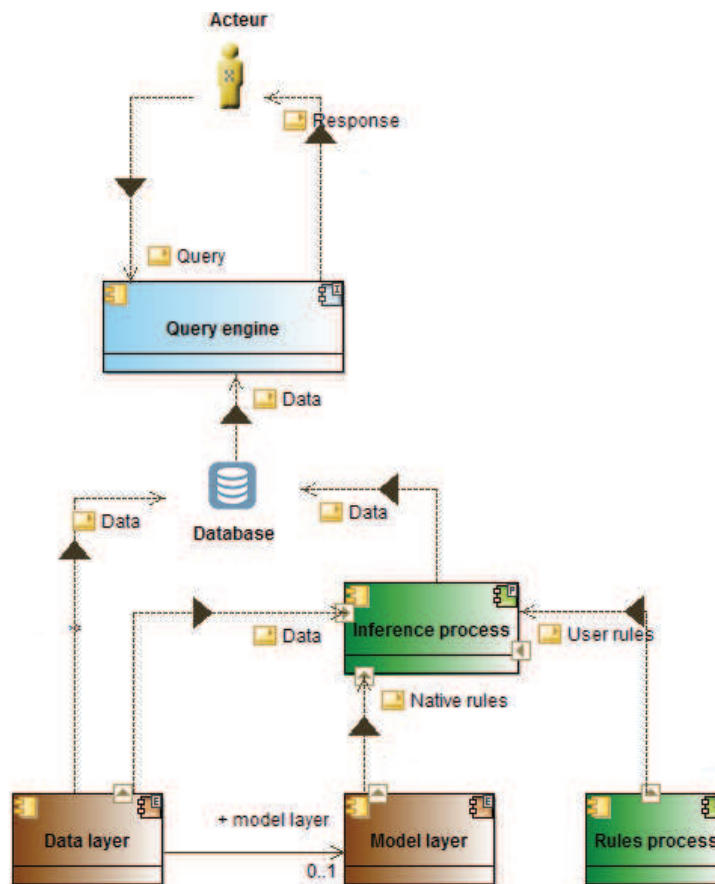 Acteur
Response
Query
Query engine
Data
Data
Database
Data
Inference process
Data
User rules
Native rules
+ model layer
Data layer
Model layer
Rules process
0..1